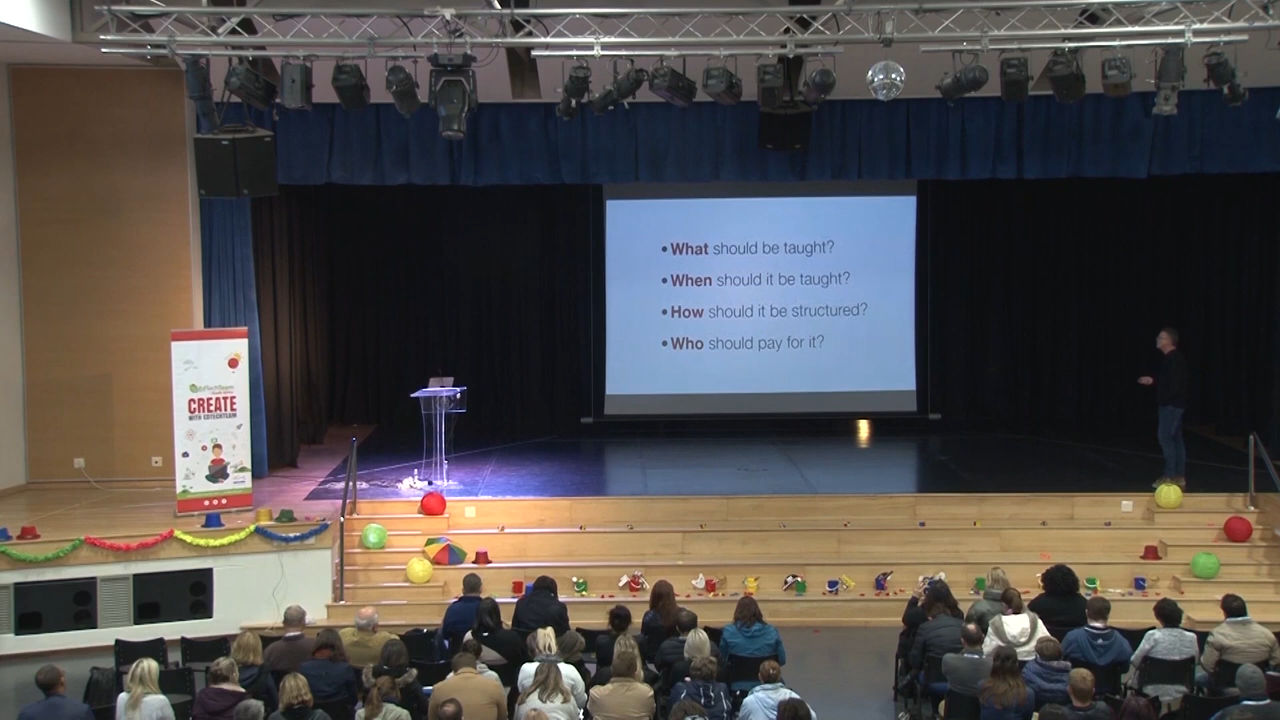 • What should be taught?
• When should it be taught?
• How should it be structured?
• Who should pay for it?
EdTechTeam
CREATE
WITH EDTECHTEAM